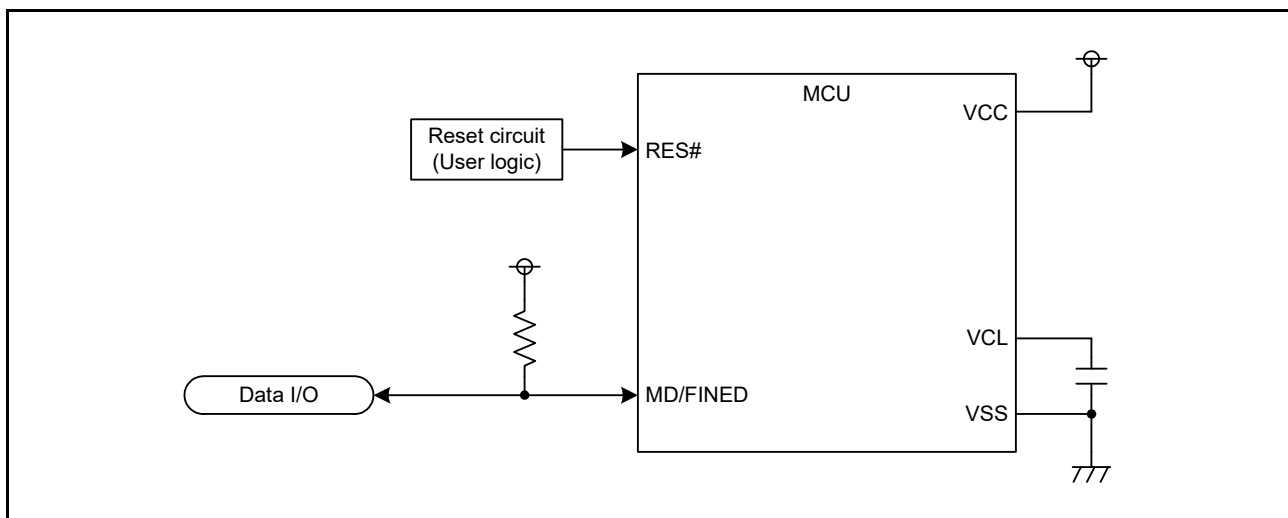 MCU
VCC
Reset circuit
(User logic)
RES#
VCL
Data I/O
MD/FINED
VSS